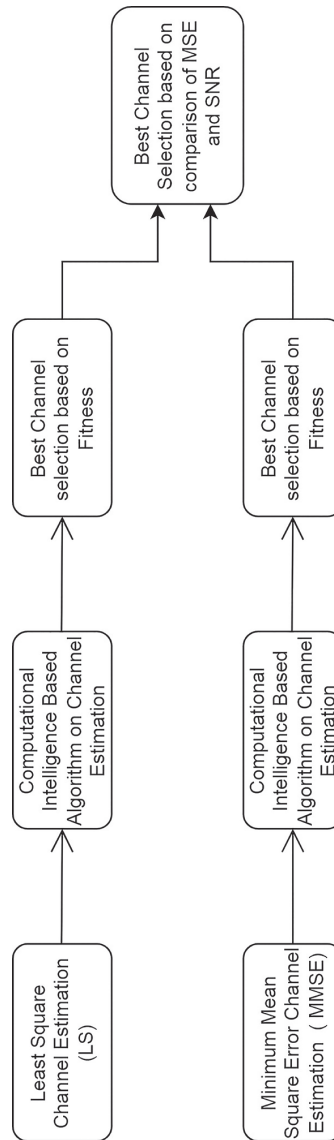 Least Square
Channel Estimation
(LS)
Computational
Intelligence Based
Algorithm on Channel
Estimation
Best Channel
selection based on
Fitness
Minimum Mean
Square Error Channel
Estimation ( MMSE)
Computational
Intelligence Based
Algorithm on Channel
Estimation
Best Channel
selection based on
Fitness
Best Channel
Selection based on
comparison of MSE
and SNR